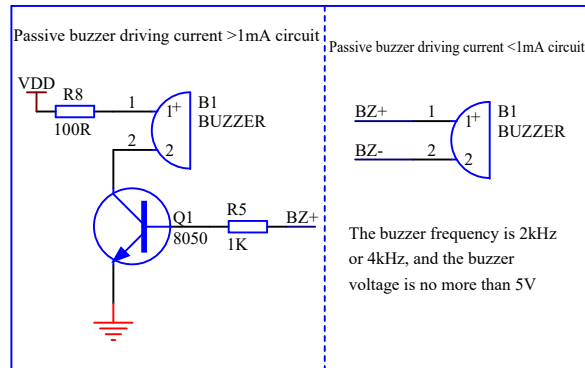 Passive buzzer driving current >1mA circuit
VDD
R8
100R
1
1+
B1
BUZZER
2
2
Q1
8050
R5
1K
BZ+
Passive buzzer driving current <1mA circuit
BZ+
1
1+
B1
BUZZER
BZ-
2
2
The buzzer frequency is 2kHz
or 4kHz, and the buzzer
voltage is no more than 5V